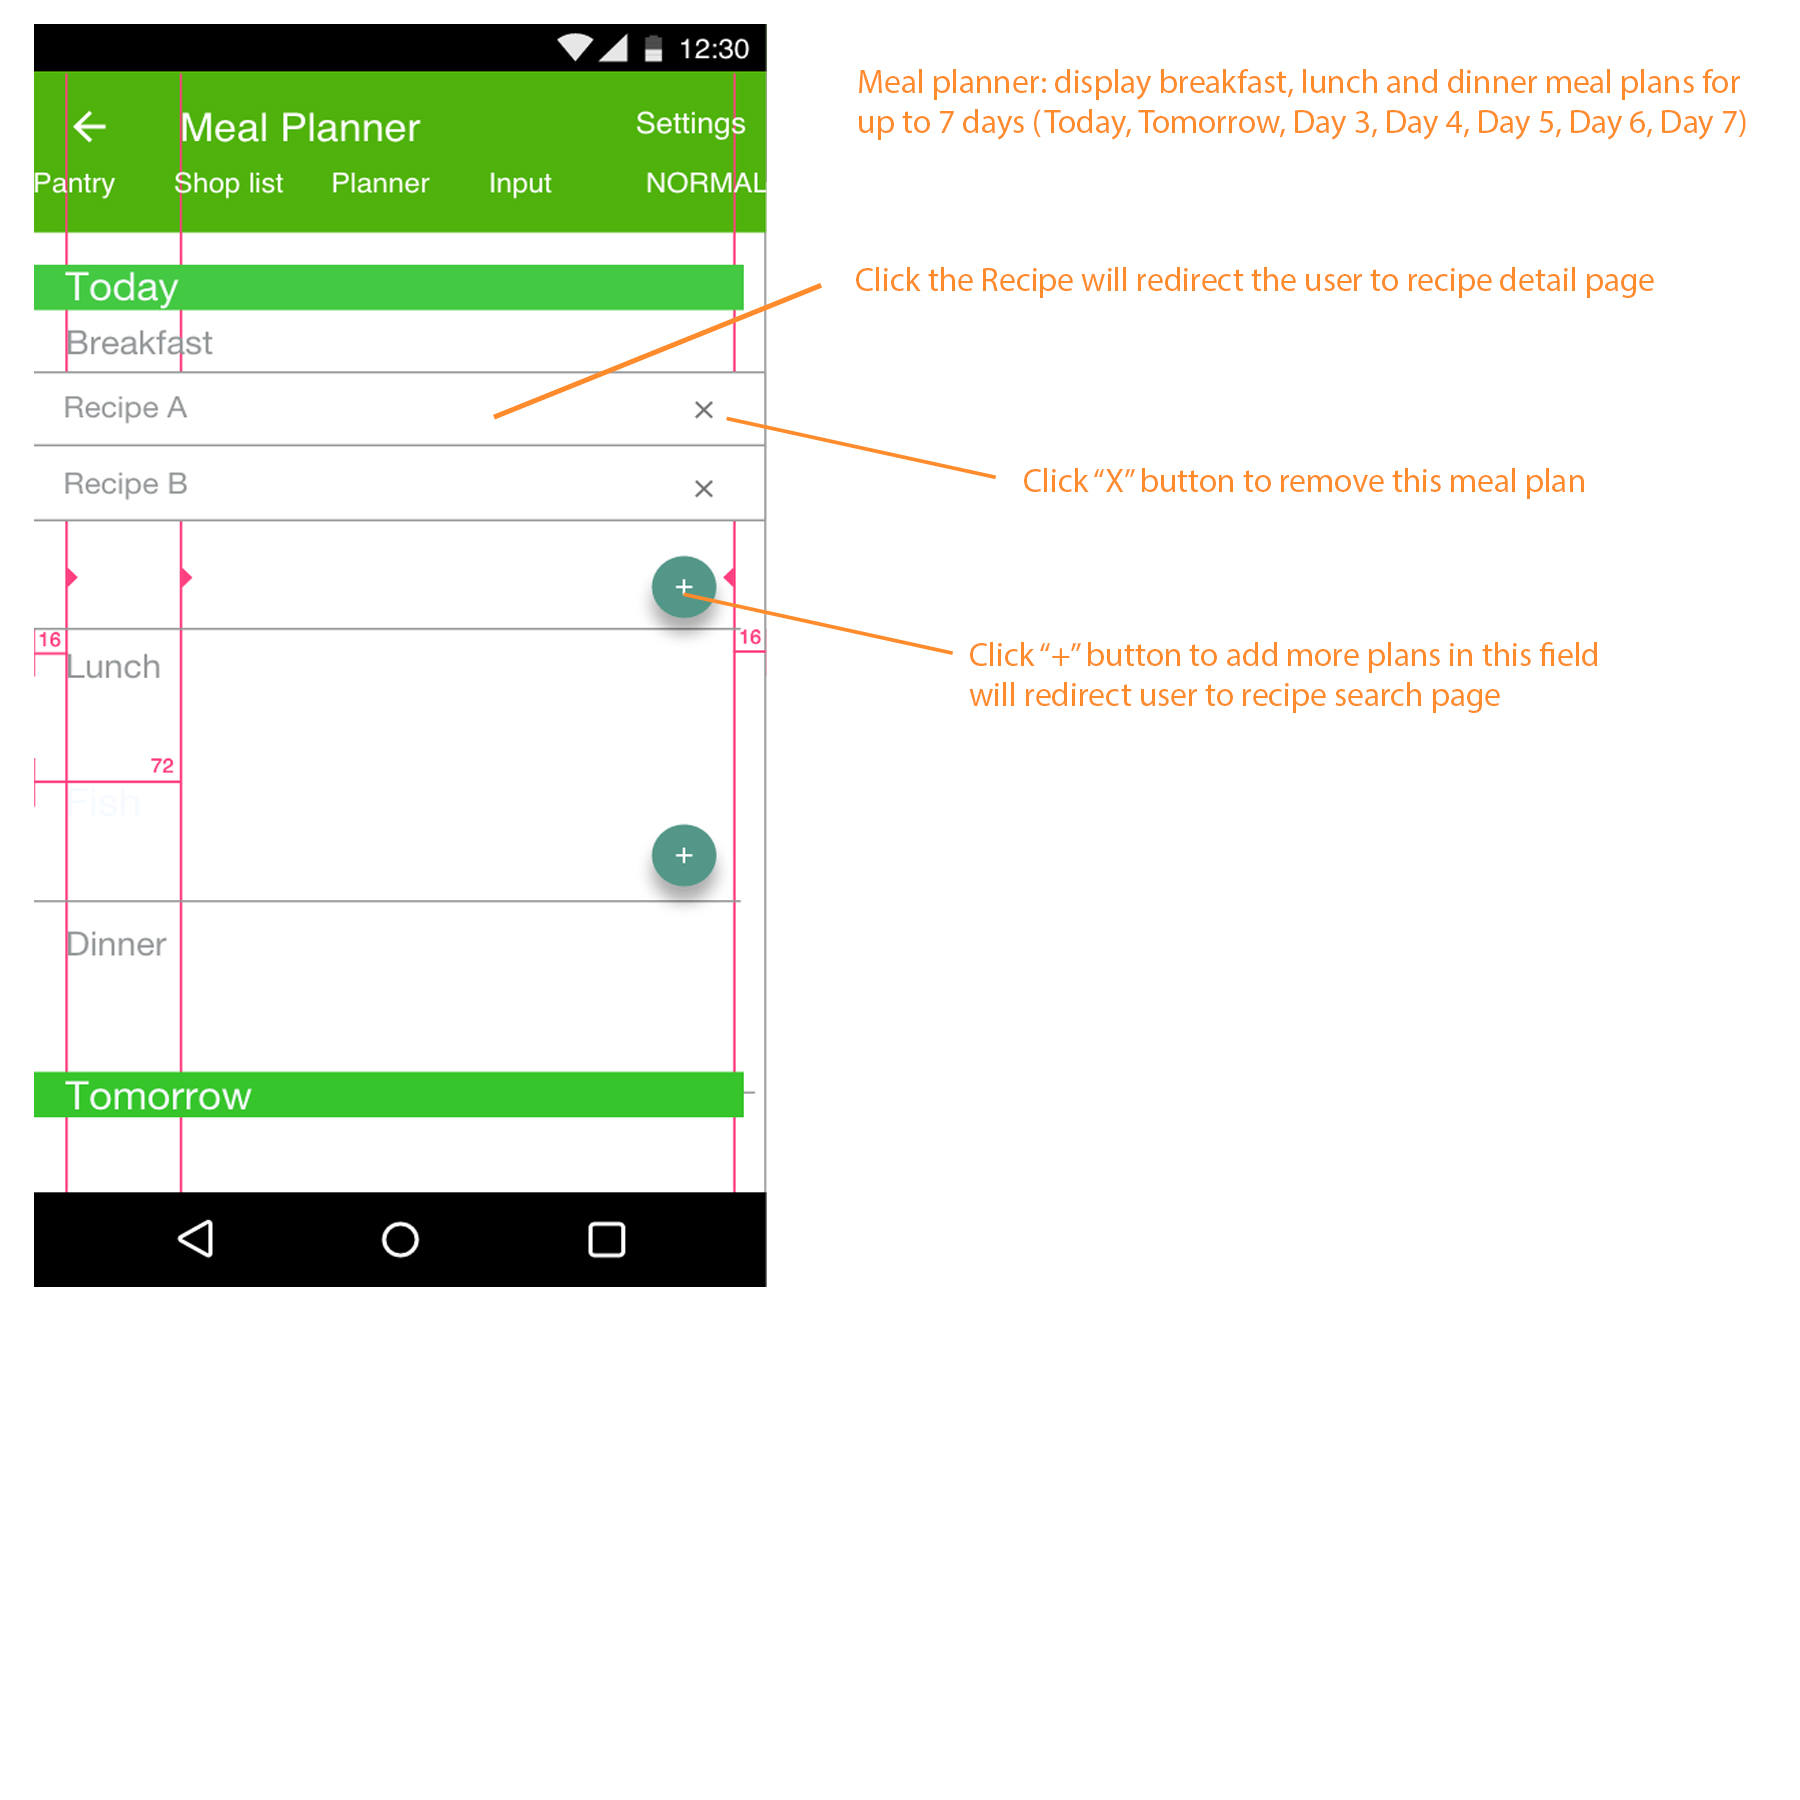 12:30
Meal Planner
Settings
Pantry
Shop list
Planner
Input
NORMAL
Meal planner: display breakfast, lunch and dinner meal plans for
up to 7 days (Today, Tomorrow, Day 3, Day 4, Day 5, Day 6, Day 7)
Today
Click the Recipe will redirect the user to recipe detail page
Breakfast
Recipe A
Click “X” button to remove this meal plan
Recipe B
+
16
16
Lunch
Click “+” button to add more plans in this field
will redirect user to recipe search page
72
Fish
+
Dinner
Tomorrow